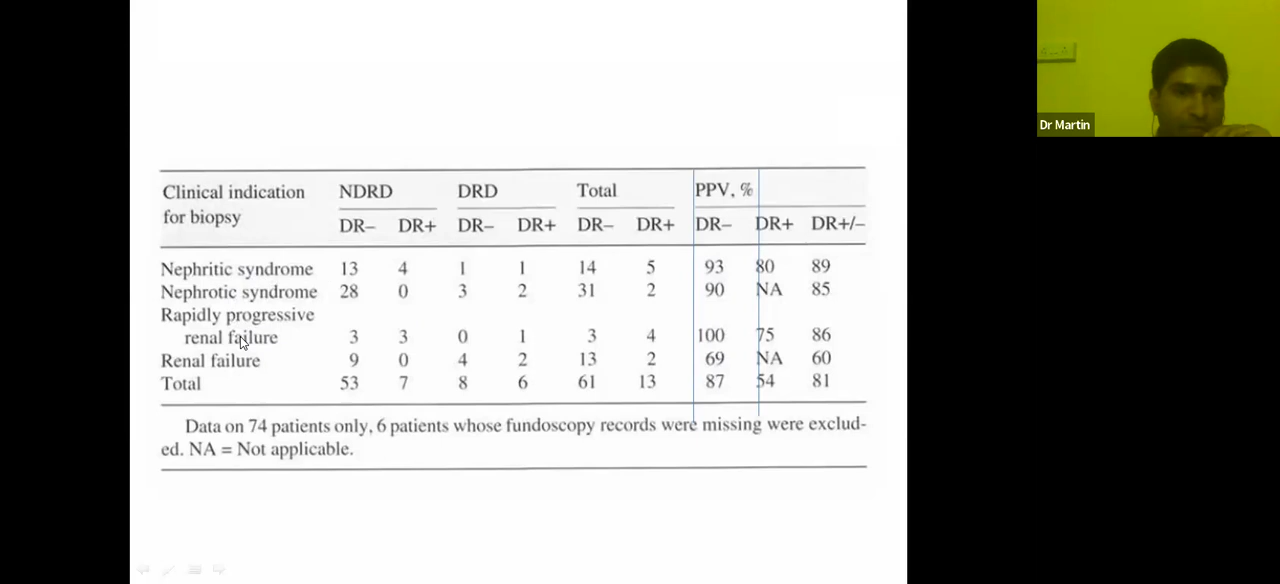 Dr Martin
Clinical indication NDRD DRD Total PPV, %
for biopsy DR– DR+ DR– DR+ DR– DR+ DR– DR+ DR+/–
Nephritic syndrome 13 4 1 1 14 5 93 80 89
Nephrotic syndrome 28 0 3 2 31 2 90 NA 85
Rapidly progressive
renal failure 3 3 0 1 3 4 100 75 86
Renal failure 9 0 4 2 13 2 69 NA 60
Total 53 7 8 6 61 13 87 54 81
Data on 74 patients only, 6 patients whose fundoscopy records were missing were exclud-
ed. NA = Not applicable.